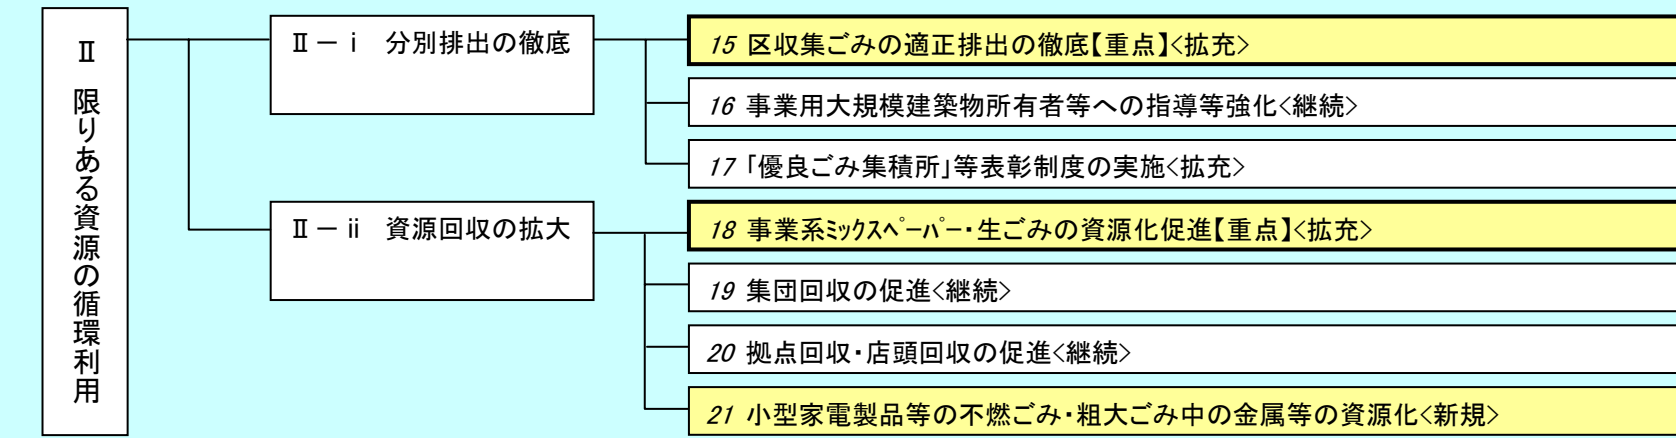 Ⅱ 限りある資源の循環利用
Ⅱ－ⅰ 分別排出の徹底
15 区収集ごみの適正排出の徹底【重点】<拡充>
16 事業用大規模建築物所有者等への指導等強化<継続>
17 「優良ごみ集積所」等表彰制度の実施<拡充>
Ⅱ－ⅱ 資源回収の拡大
18 事業系ﾐｯｸｽﾍﾟｰﾊﾟｰ・生ごみの資源化促進【重点】<拡充>
19 集団回収の促進<継続>
20 拠点回収・店頭回収の促進<継続>
21 小型家電製品等の不燃ごみ・粗大ごみ中の金属等の資源化<新規>